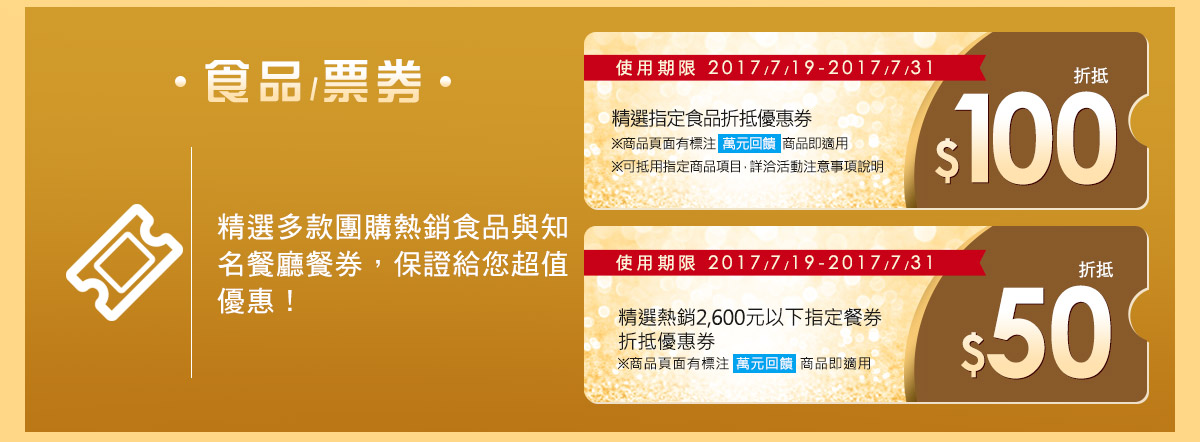 •食品/票券•
精選多款團購熱銷食品與知
名餐廳餐券，保證給您超值
優惠！
使用期限 2017/7/19-2017/7/31
折抵
$100
精選指定食品折抵優惠券
※商品頁面有標注 萬元回饋 商品即適用
※可抵用指定商品項目·詳洽活動注意事項說明
使用期限 2017/7/19-2017/7/31
折抵
$50
精選熱銷2,600元以下指定餐券
折抵優惠券
※商品頁面有標注 萬元回饋 商品即適用